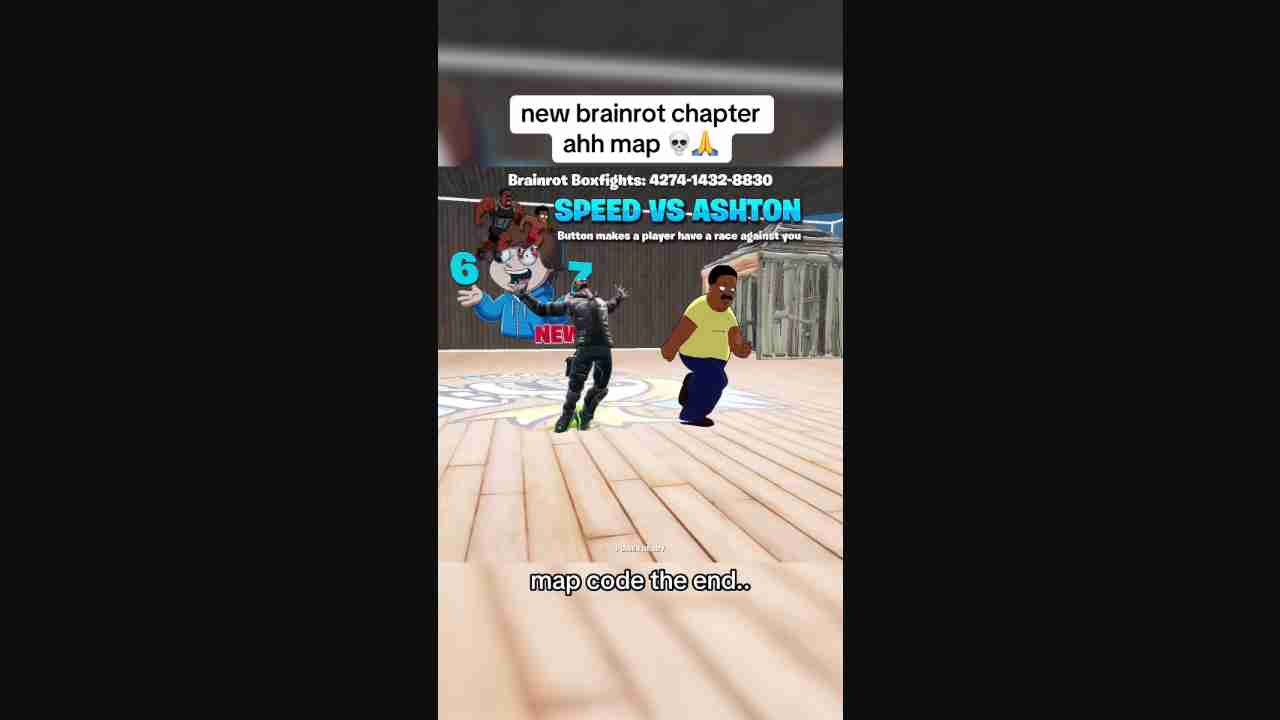 new brainrot chapter
ahh map 💀🙏
Brainrot Boxfights: 4274-1432-8830
SPEED VS ASHTON
Button makes a player have a race against you
6 7
NEW
map code the end..